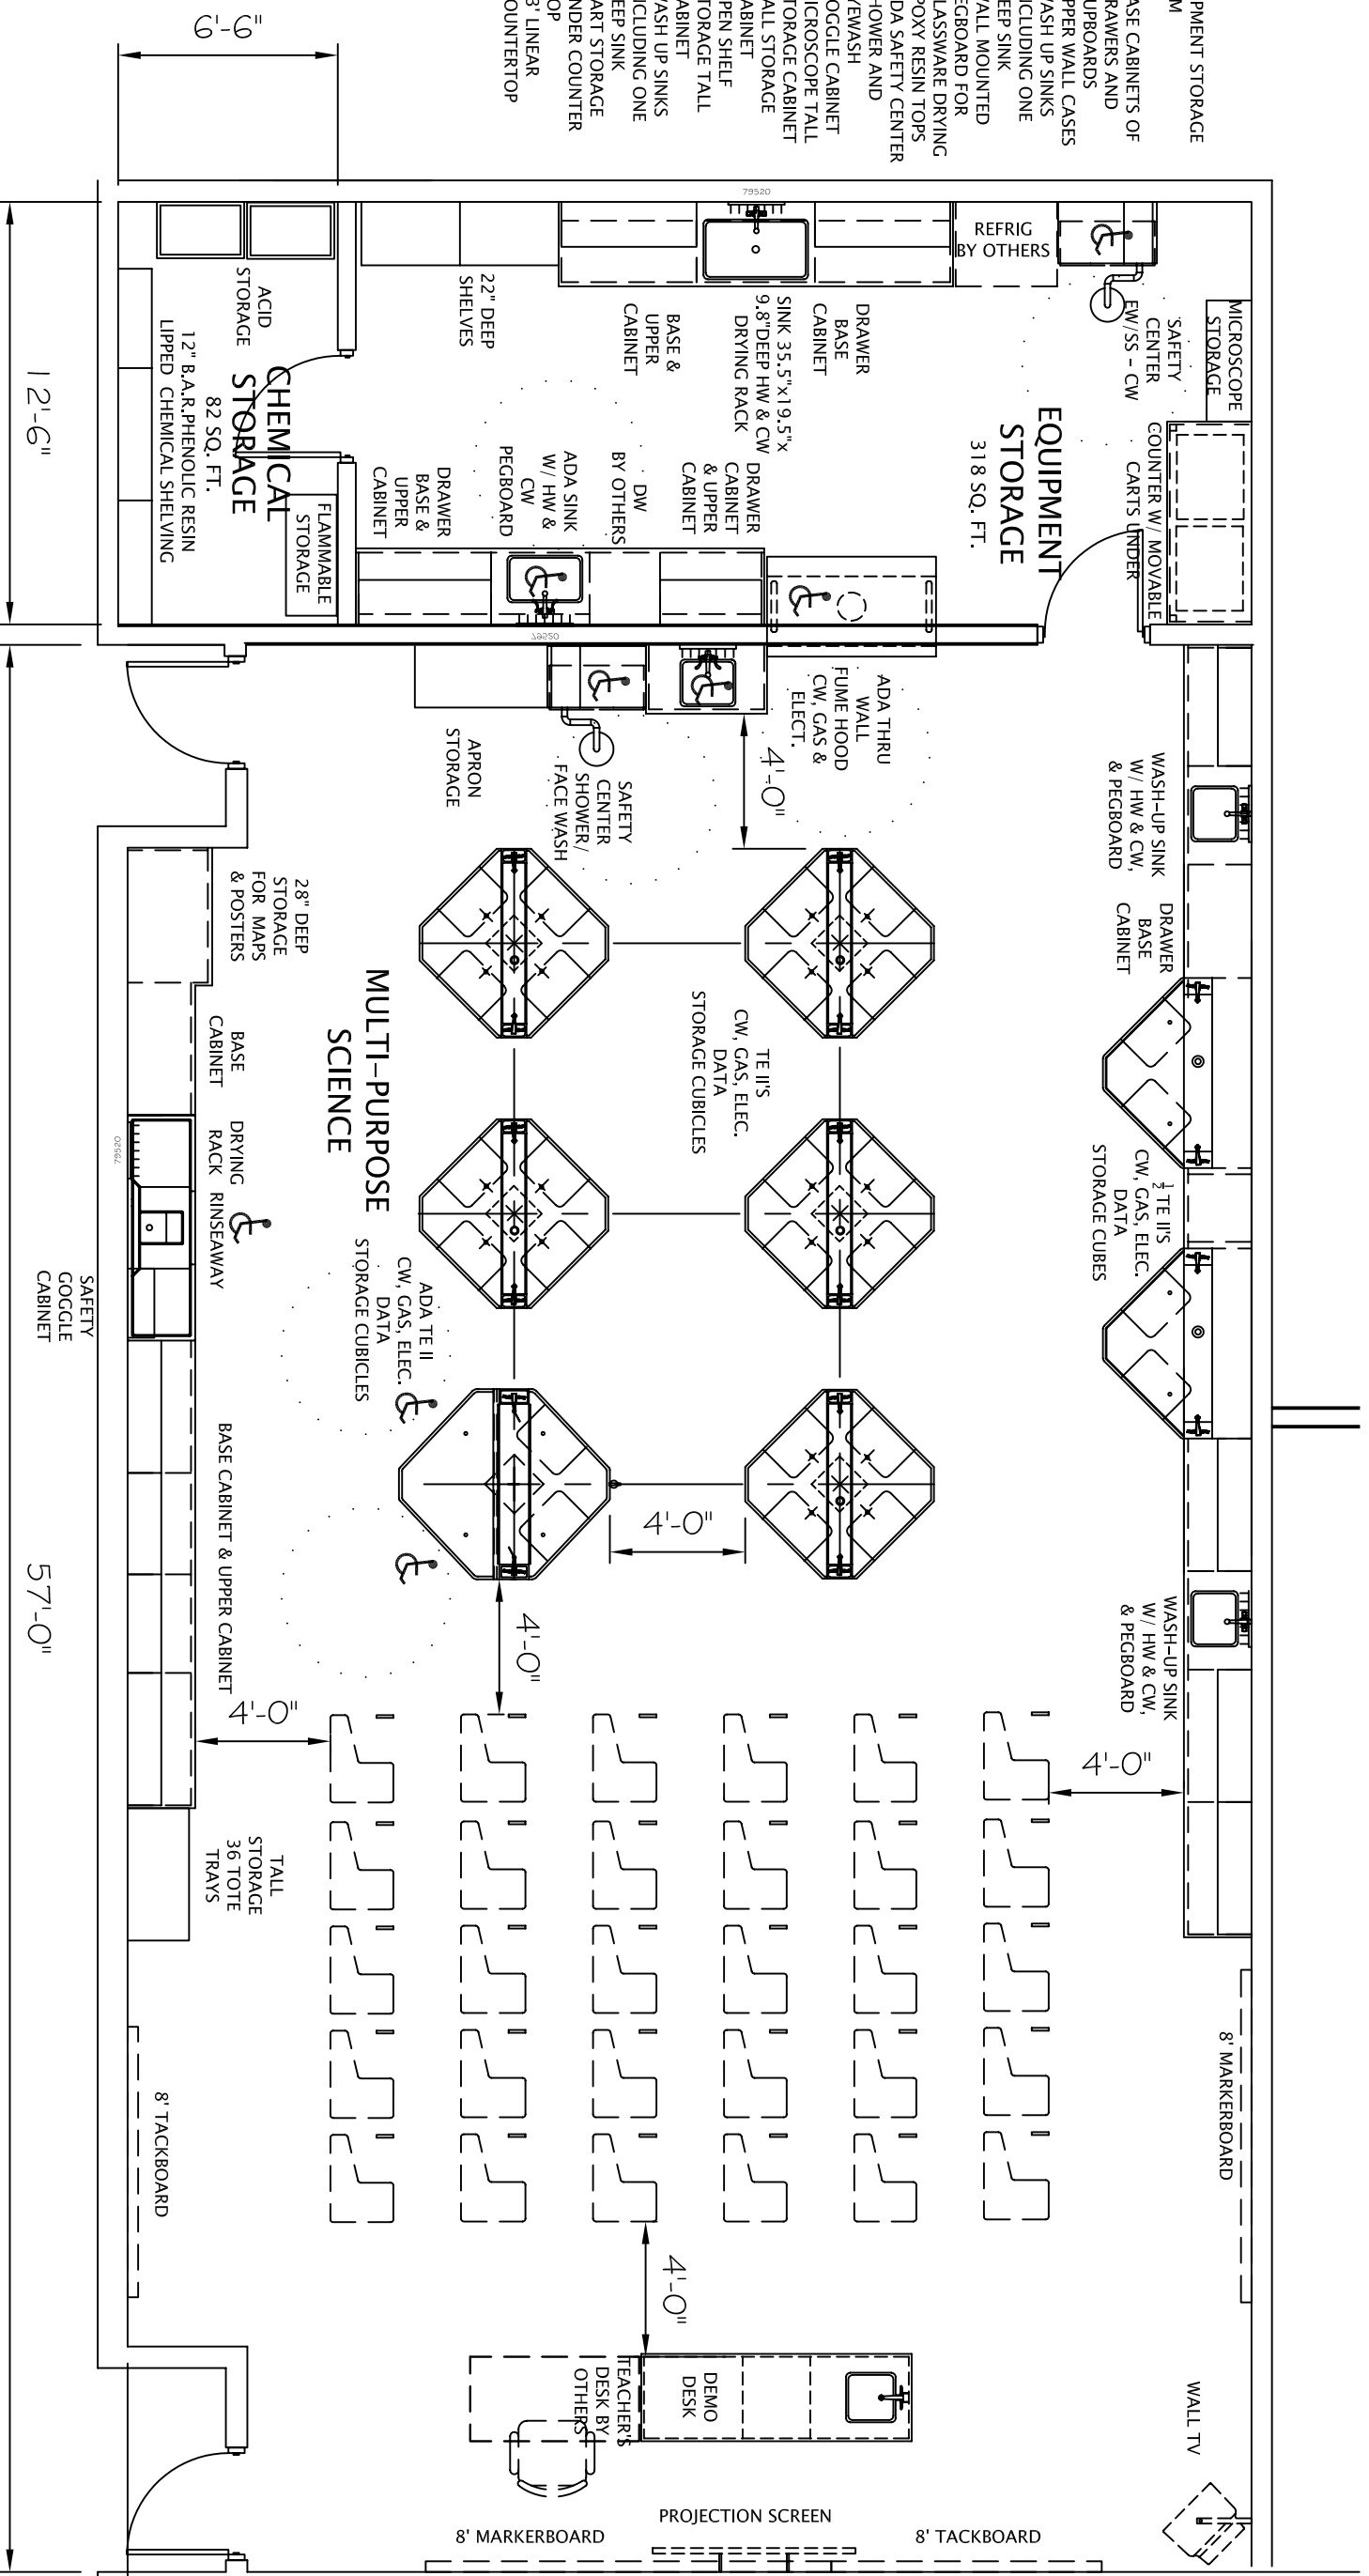 PMENT STORAGE
M
ASE CABINETS OF
RAWERS AND
UPBOARDS
PPER WALL CASES
ASH UP SINKS
ICLUDING ONE
EEP SINK
ALL MOUNTED
EGBOARD FOR
LASSWARE DRYING
POXY RESIN TOPS
DA SAFETY CENTER
HOWER AND
YEWASH
OGGLE CABINET
ICROSCOPE TALL
TORAGE CABINET
ALL STORAGE
ABINET
PEN SHELF
TORAGE TALL
ABINET
ASH UP SINKS
ICLUDING ONE
EEP SINK
ART STORAGE
NDER COUNTER
OP
3' LINEAR
OUNTERTOP
6'-6"
12'-6"
57'-0"
79520
REFRIG
BY OTHERS
MICROSCOPE
STORAGE
SAFETY
CENTER
EW/SS - CW
COUNTER W/ MOVABLE
CARTS UNDER
EQUIPMENT
STORAGE
318 SQ. FT.
DRAWER
BASE
CABINET
SINK 35.5"x19.5"x
9.8"DEEP HW & CW
DRYING RACK
BASE &
UPPER
CABINET
22" DEEP
SHELVES
DRAWER
CABINET
& UPPER
CABINET
DW
BY OTHERS
ADA SINK
W/ HW &
CW
PEGBOARD
DRAWER
BASE &
UPPER
CABINET
ACID
STORAGE
CHEMICAL
STORAGE
82 SQ. FT.
12" B.A.R.PHENOLIC RESIN
LIPPED CHEMICAL SHELVING
FLAMMABLE
STORAGE
79520
ADA THRU
WALL
FUME HOOD
CW, GAS &
ELECT.
4'-0"
SAFETY
CENTER
SHOWER/
FACE WASH
APRON
STORAGE
WASH-UP SINK
W/ HW & CW,
& PEGBOARD
DRAWER
BASE
CABINET
28" DEEP
STORAGE
FOR MAPS
& POSTERS
MULTI-PURPOSE
SCIENCE
TE II'S
CW, GAS, ELEC.
DATA
STORAGE CUBICLES
½ TE II'S
CW, GAS, ELEC.
DATA
STORAGE CUBES
BASE
CABINET
DRYING
RACK RINSEAWAY
79520
SAFETY
GOGGLE
CABINET
ADA TE II
CW, GAS, ELEC.
DATA
STORAGE CUBICLES
4'-0"
4'-0"
BASE CABINET & UPPER CABINET
WASH-UP SINK
W/ HW & CW,
& PEGBOARD
4'-0"
4'-0"
TALL
STORAGE
36 TOTE
TRAYS
8' MARKERBOARD
8' TACKBOARD
4'-0"
TEACHER'S
DESK BY
OTHERS
DEMO
DESK
WALL TV
PROJECTION SCREEN
8' MARKERBOARD
8' TACKBOARD